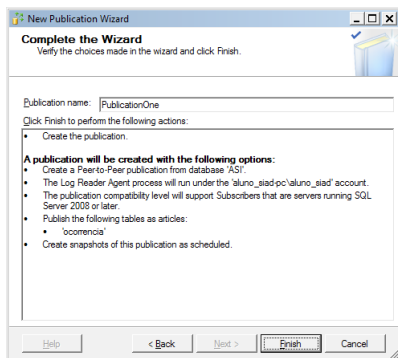 New Publication Wizard
Complete the Wizard
Verify the choices made in the wizard and click Finish.
Publication name: PublicationOne
Click Finish to perform the following actions:
• Create the publication.
A publication will be created with the following options:
• Create a Peer-to-Peer publication from database 'ASI'.
• The Log Reader Agent process will run under the 'aluno_siad-pc\aluno_siad' account.
• The publication compatibility level will support Subscribers that are servers running SQL
Server 2008 or later.
• Publish the following tables as articles:
• 'ocorrencia'
• Create snapshots of this publication as scheduled.
Help
< Back
Next >
Finish
Cancel